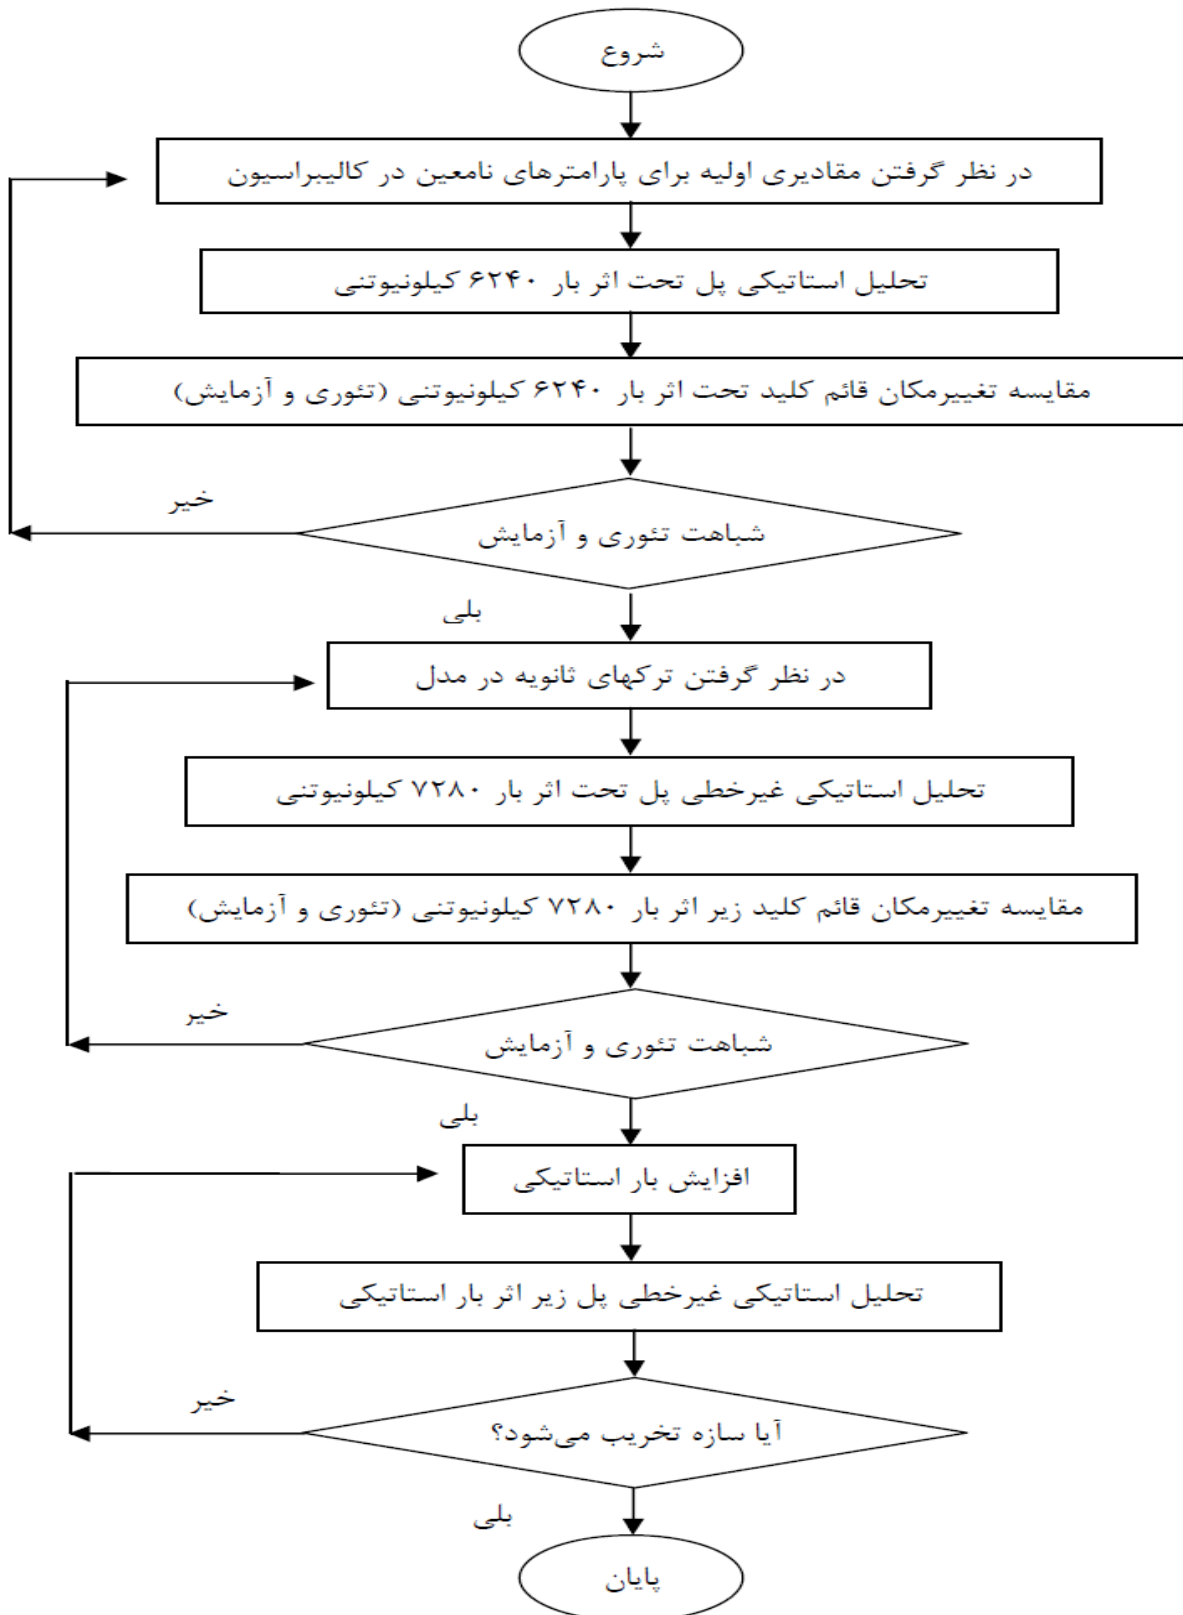 شروع
در نظر گرفتن مقادیری اولیه برای پارامترهای نامعین در کالیبراسیون
تحلیل استاتیکی پل تحت اثر بار ۶۲۴۰ کیلونیوتنی
مقایسه تغییرمکان قائم کلید تحت اثر بار ۶۲۴۰ کیلونیوتنی (تئوری و آزمایش)
خیر
شباهت تئوری و آزمایش
بلی
در نظر گرفتن ترکهای ثانویه در مدل
تحلیل استاتیکی غیرخطی پل تحت اثر بار ۷۲۸۰ کیلونیوتنی
مقایسه تغییرمکان قائم کلید زیر اثر بار ۷۲۸۰ کیلونیوتنی (تئوری و آزمایش)
خیر
شباهت تئوری و آزمایش
بلی
افزایش بار استاتیکی
تحلیل استاتیکی غیرخطی پل زیر اثر بار استاتیکی
خیر
آیا سازه تخریب می‌شود؟
بلی
پایان